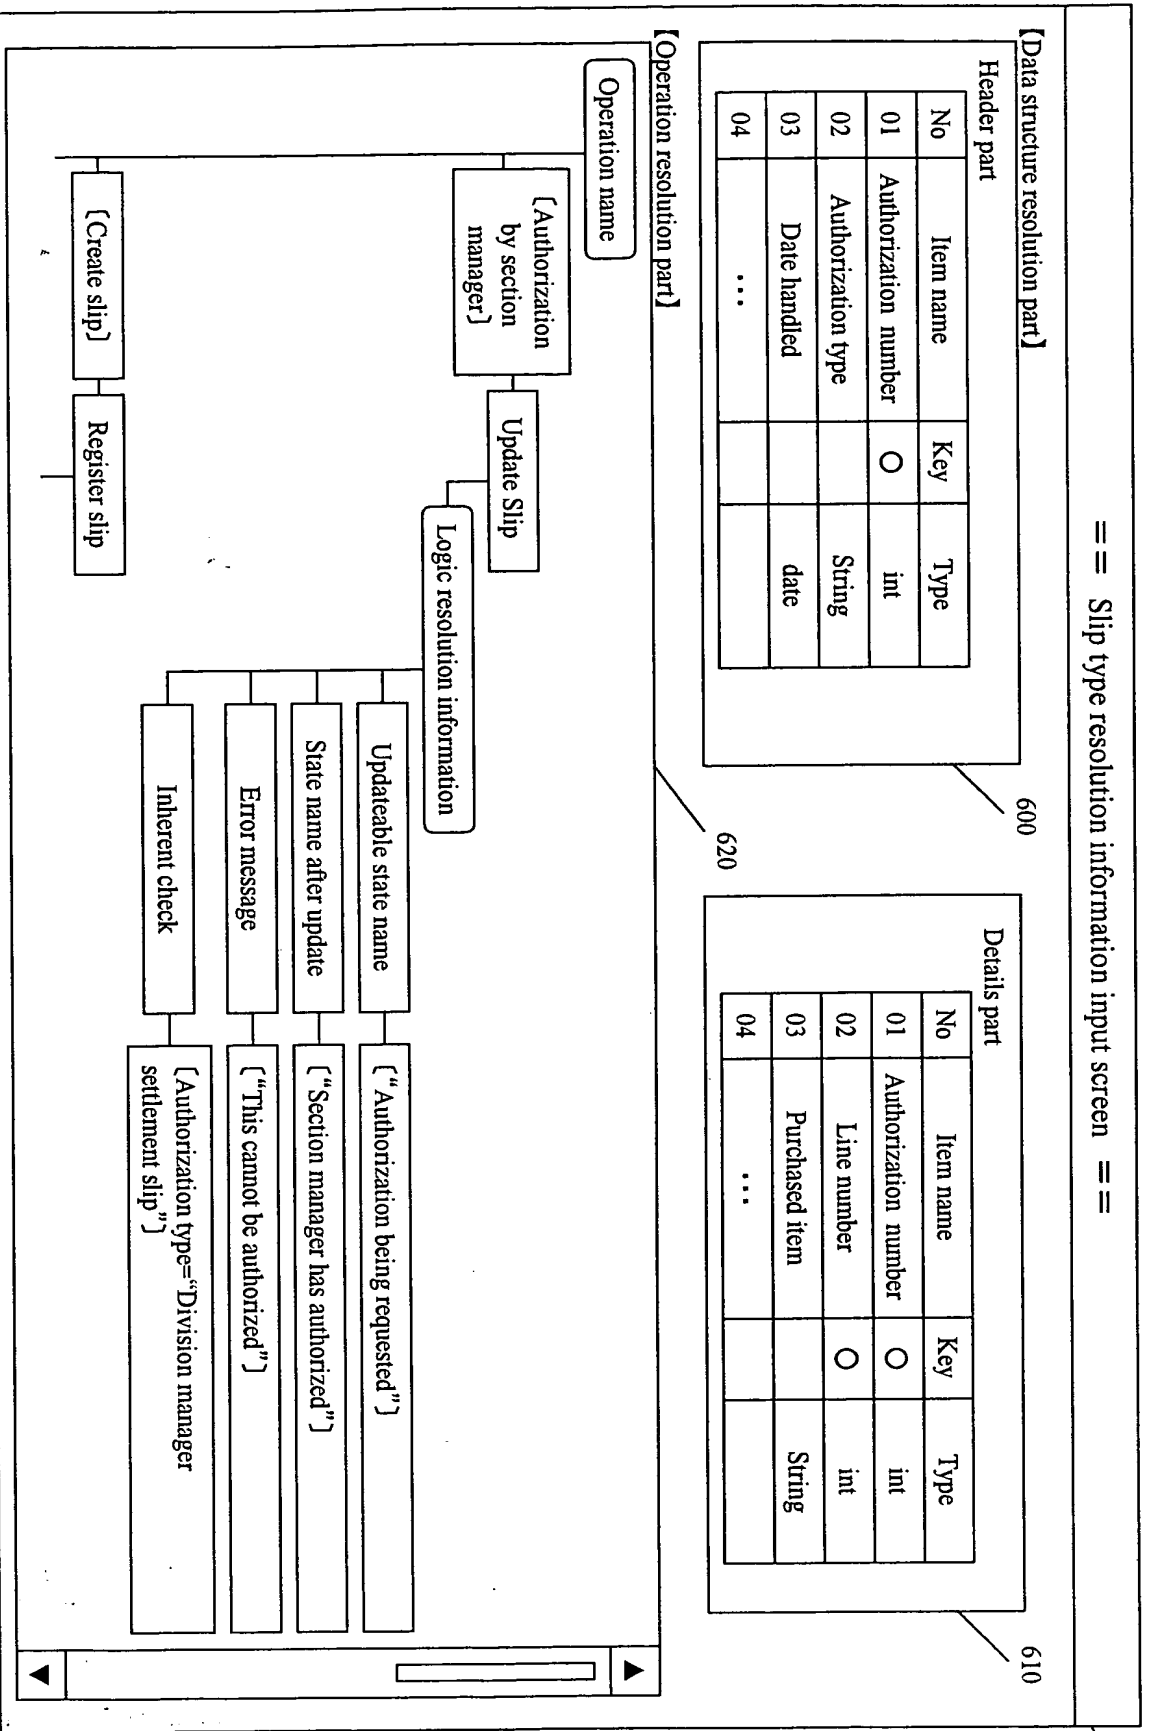 == Slip type resolution information input screen ==
【Data structure resolution part】
600
Header part
No Item name Key Type
01 Authorization number ○ int
02 Authorization type String
03 Date handled date
04 ...
610
Details part
No Item name Key Type
01 Authorization number ○ int
02 Line number ○ int
03 Purchased item String
04 ...
【Operation resolution part】
620
Operation name
〔Authorization
by section
manager〕
Update Slip
Logic resolution information
Updateable state name
〔“Authorization being requested”〕
State name after update
〔“Section manager has authorized”〕
Error message
〔“This cannot be authorized”〕
Inherent check
〔Authorization type=“Division manager
settlement slip”〕
〔Create slip〕
Register slip